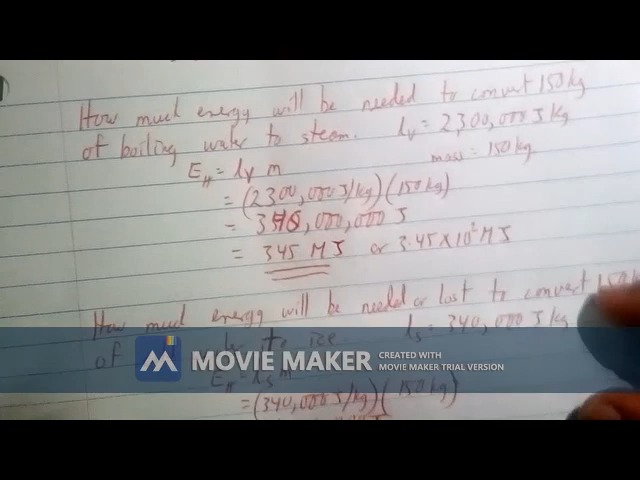 How much energy will be needed to convert 150 kg
of boiling water to steam. lv = 2300,000 J kg
mass = 150 kg
EH = lv m
= (2300,000 J/kg)(150 kg)
= 345,000,000 J
= 345 MJ or 3.45 × 10² MJ
How much energy will be needed or lost to convert 150 k
of to ice. ls = 340,000 J kg
MOVIE MAKER CREATED WITH
MOVIE MAKER TRIAL VERSION
EH = ls m
= (340,000 J/kg)(150 kg)